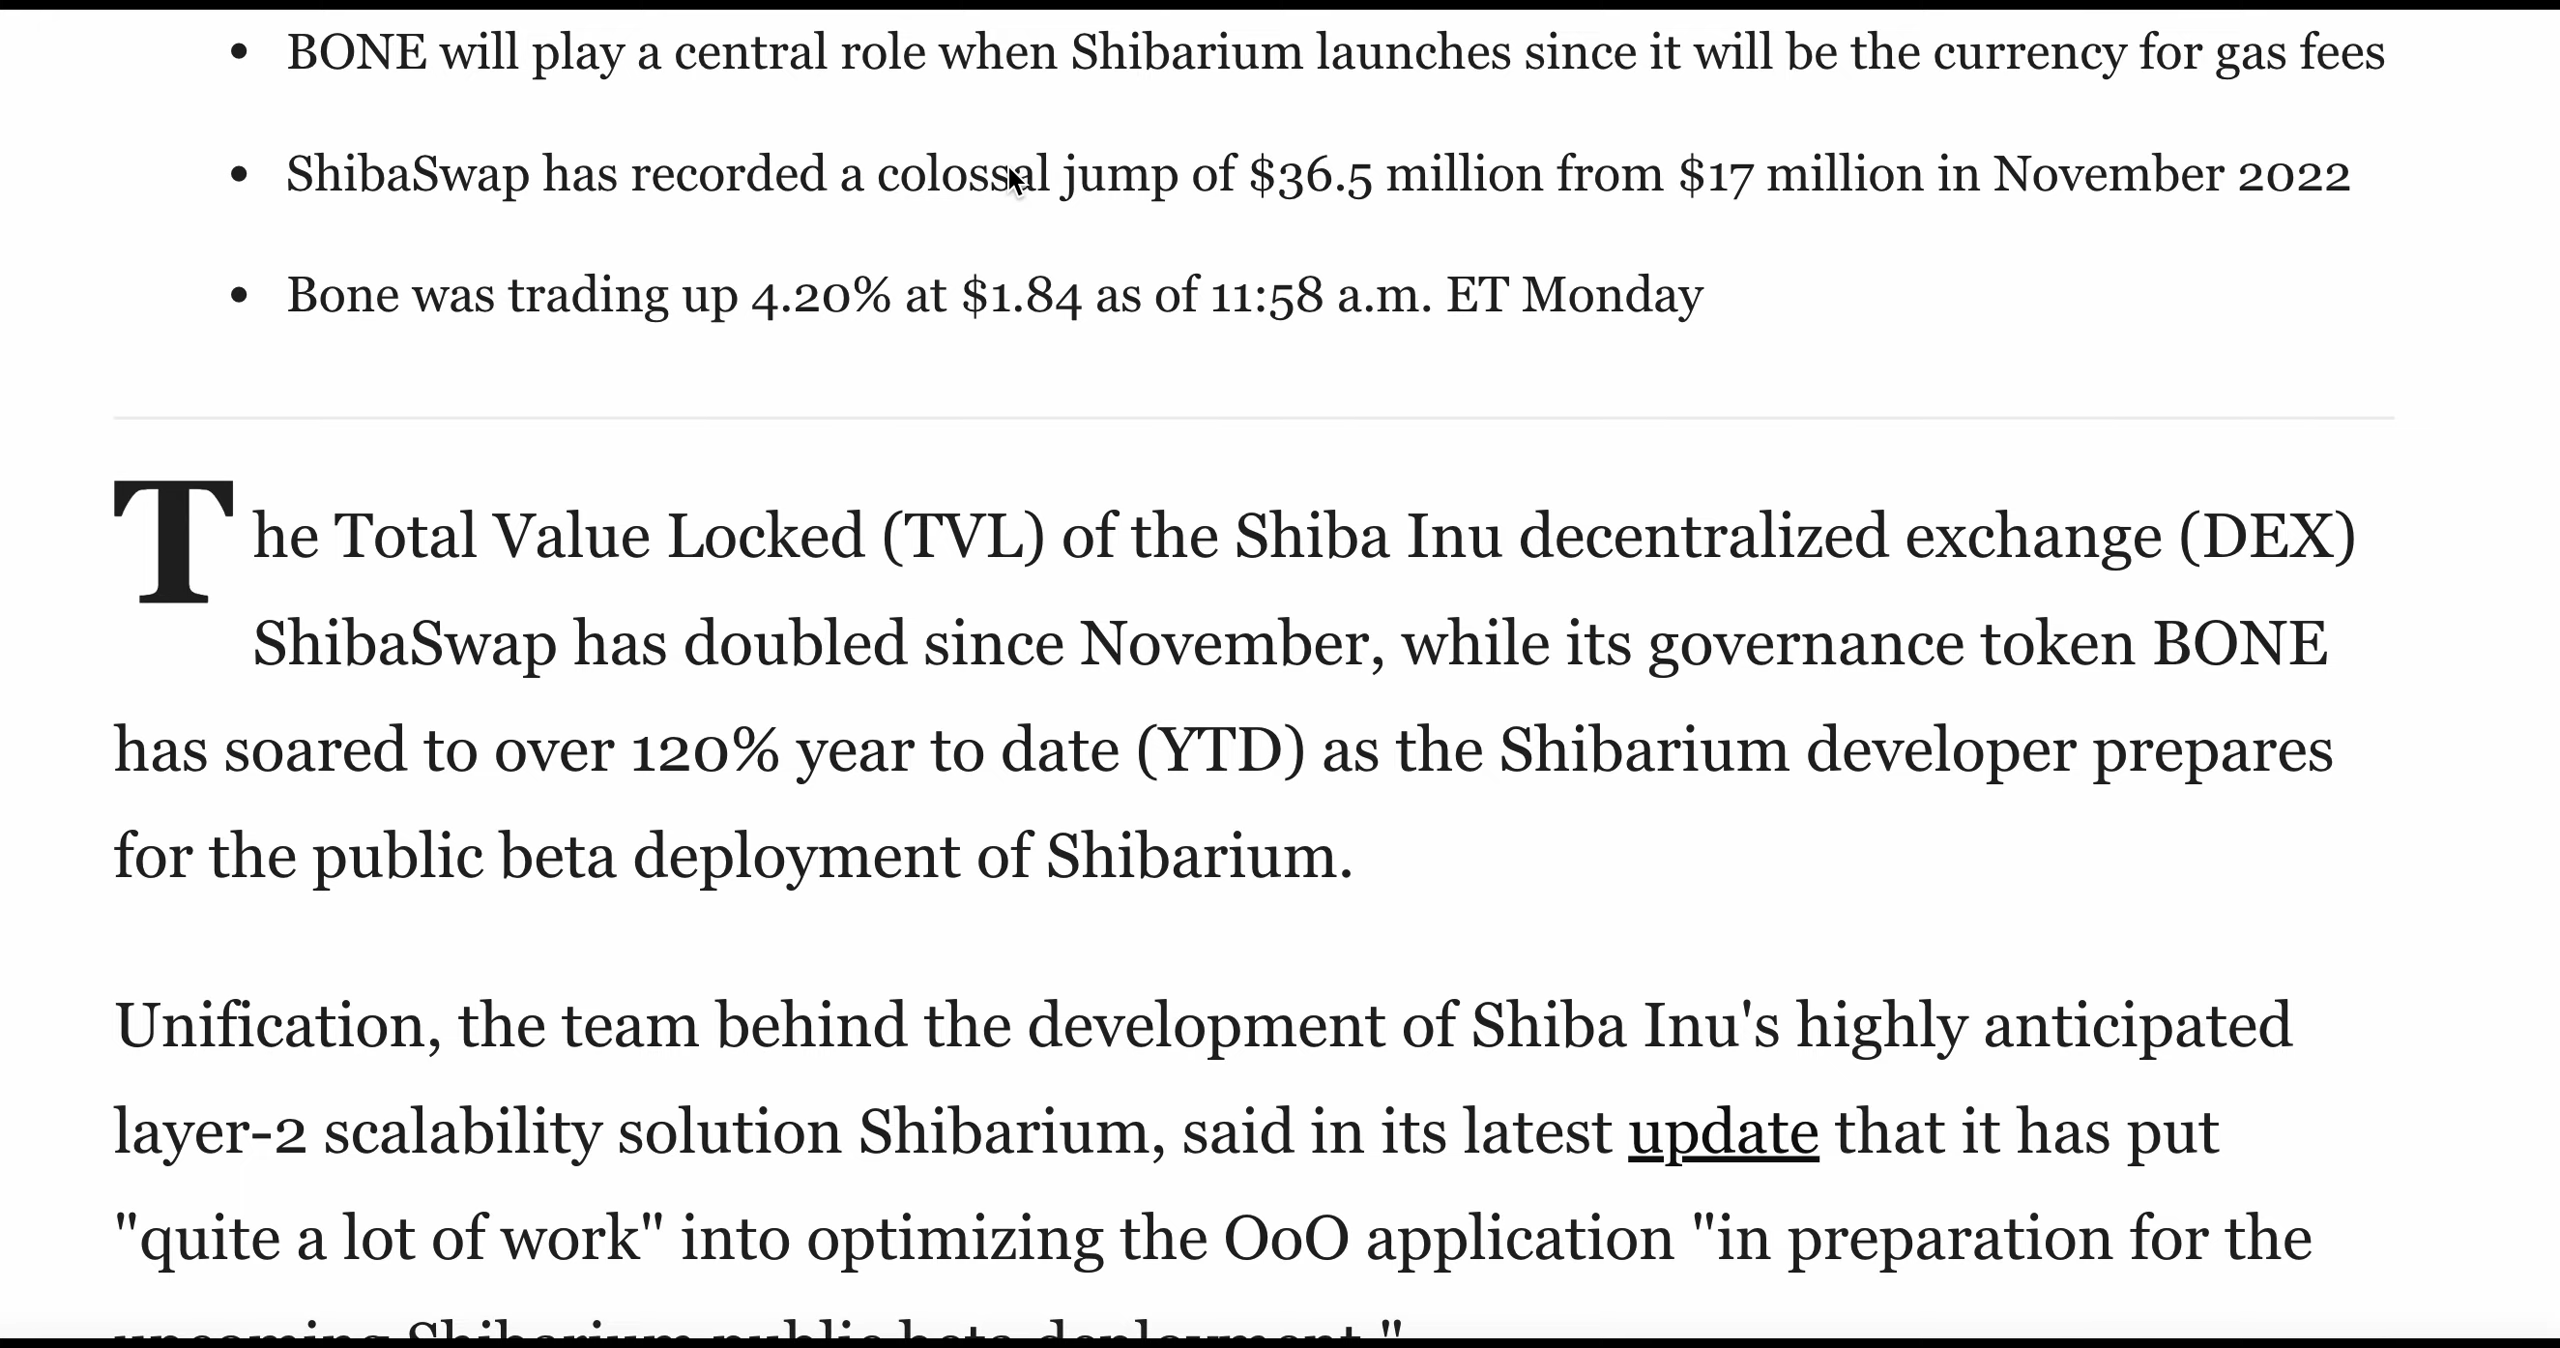 • BONE will play a central role when Shibarium launches since it will be the currency for gas fees
• ShibaSwap has recorded a colossal jump of $36.5 million from $17 million in November 2022
• Bone was trading up 4.20% at $1.84 as of 11:58 a.m. ET Monday
The Total Value Locked (TVL) of the Shiba Inu decentralized exchange (DEX)
ShibaSwap has doubled since November, while its governance token BONE
has soared to over 120% year to date (YTD) as the Shibarium developer prepares
for the public beta deployment of Shibarium.
Unification, the team behind the development of Shiba Inu's highly anticipated
layer-2 scalability solution Shibarium, said in its latest update that it has put
"quite a lot of work" into optimizing the OoO application "in preparation for the
upcoming Shibarium public beta deployment."